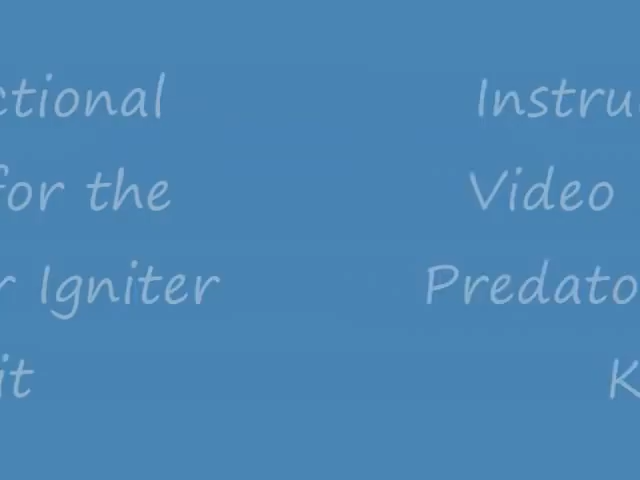 ctional Instru
for the Video
r Igniter Predato
it K